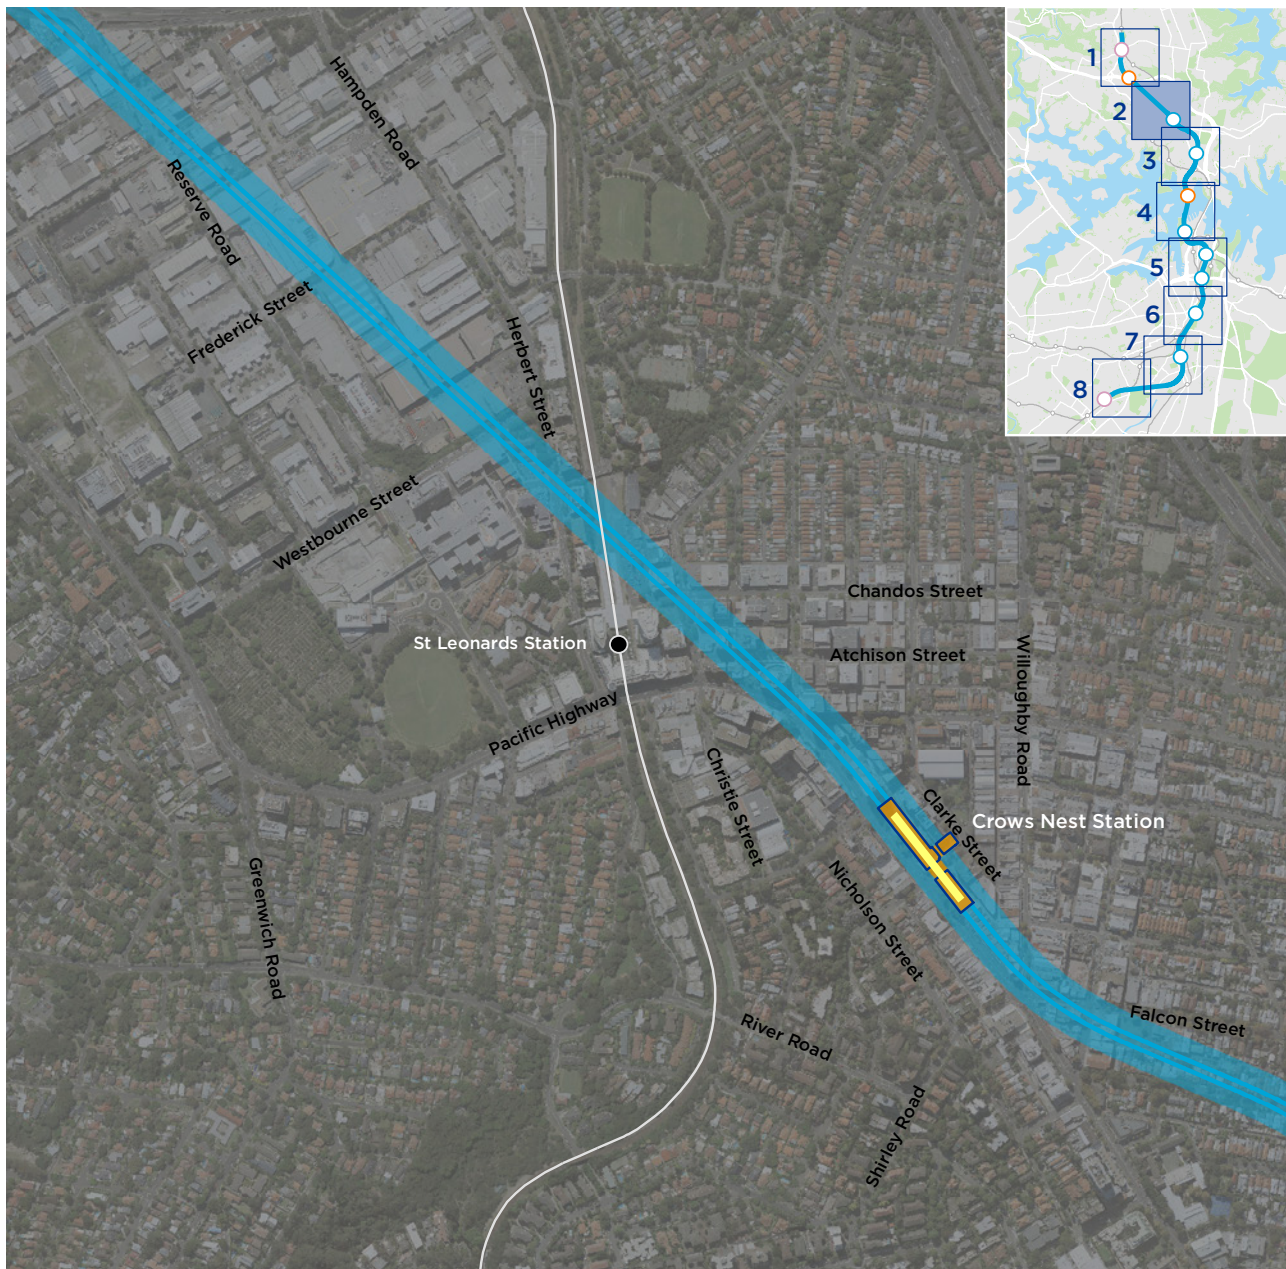 Hampden Road
1
2
3
4
5
6
7
8
Reserve Road
Frederick Street
Herbert Street
Westbourne Street
Chandos Street
St Leonards Station
Atchison Street
Willoughby Road
Pacific Highway
Christie Street
Clarke Street
Crows Nest Station
Nicholson Street
Greenwich Road
River Road
Falcon Street
Shirley Road